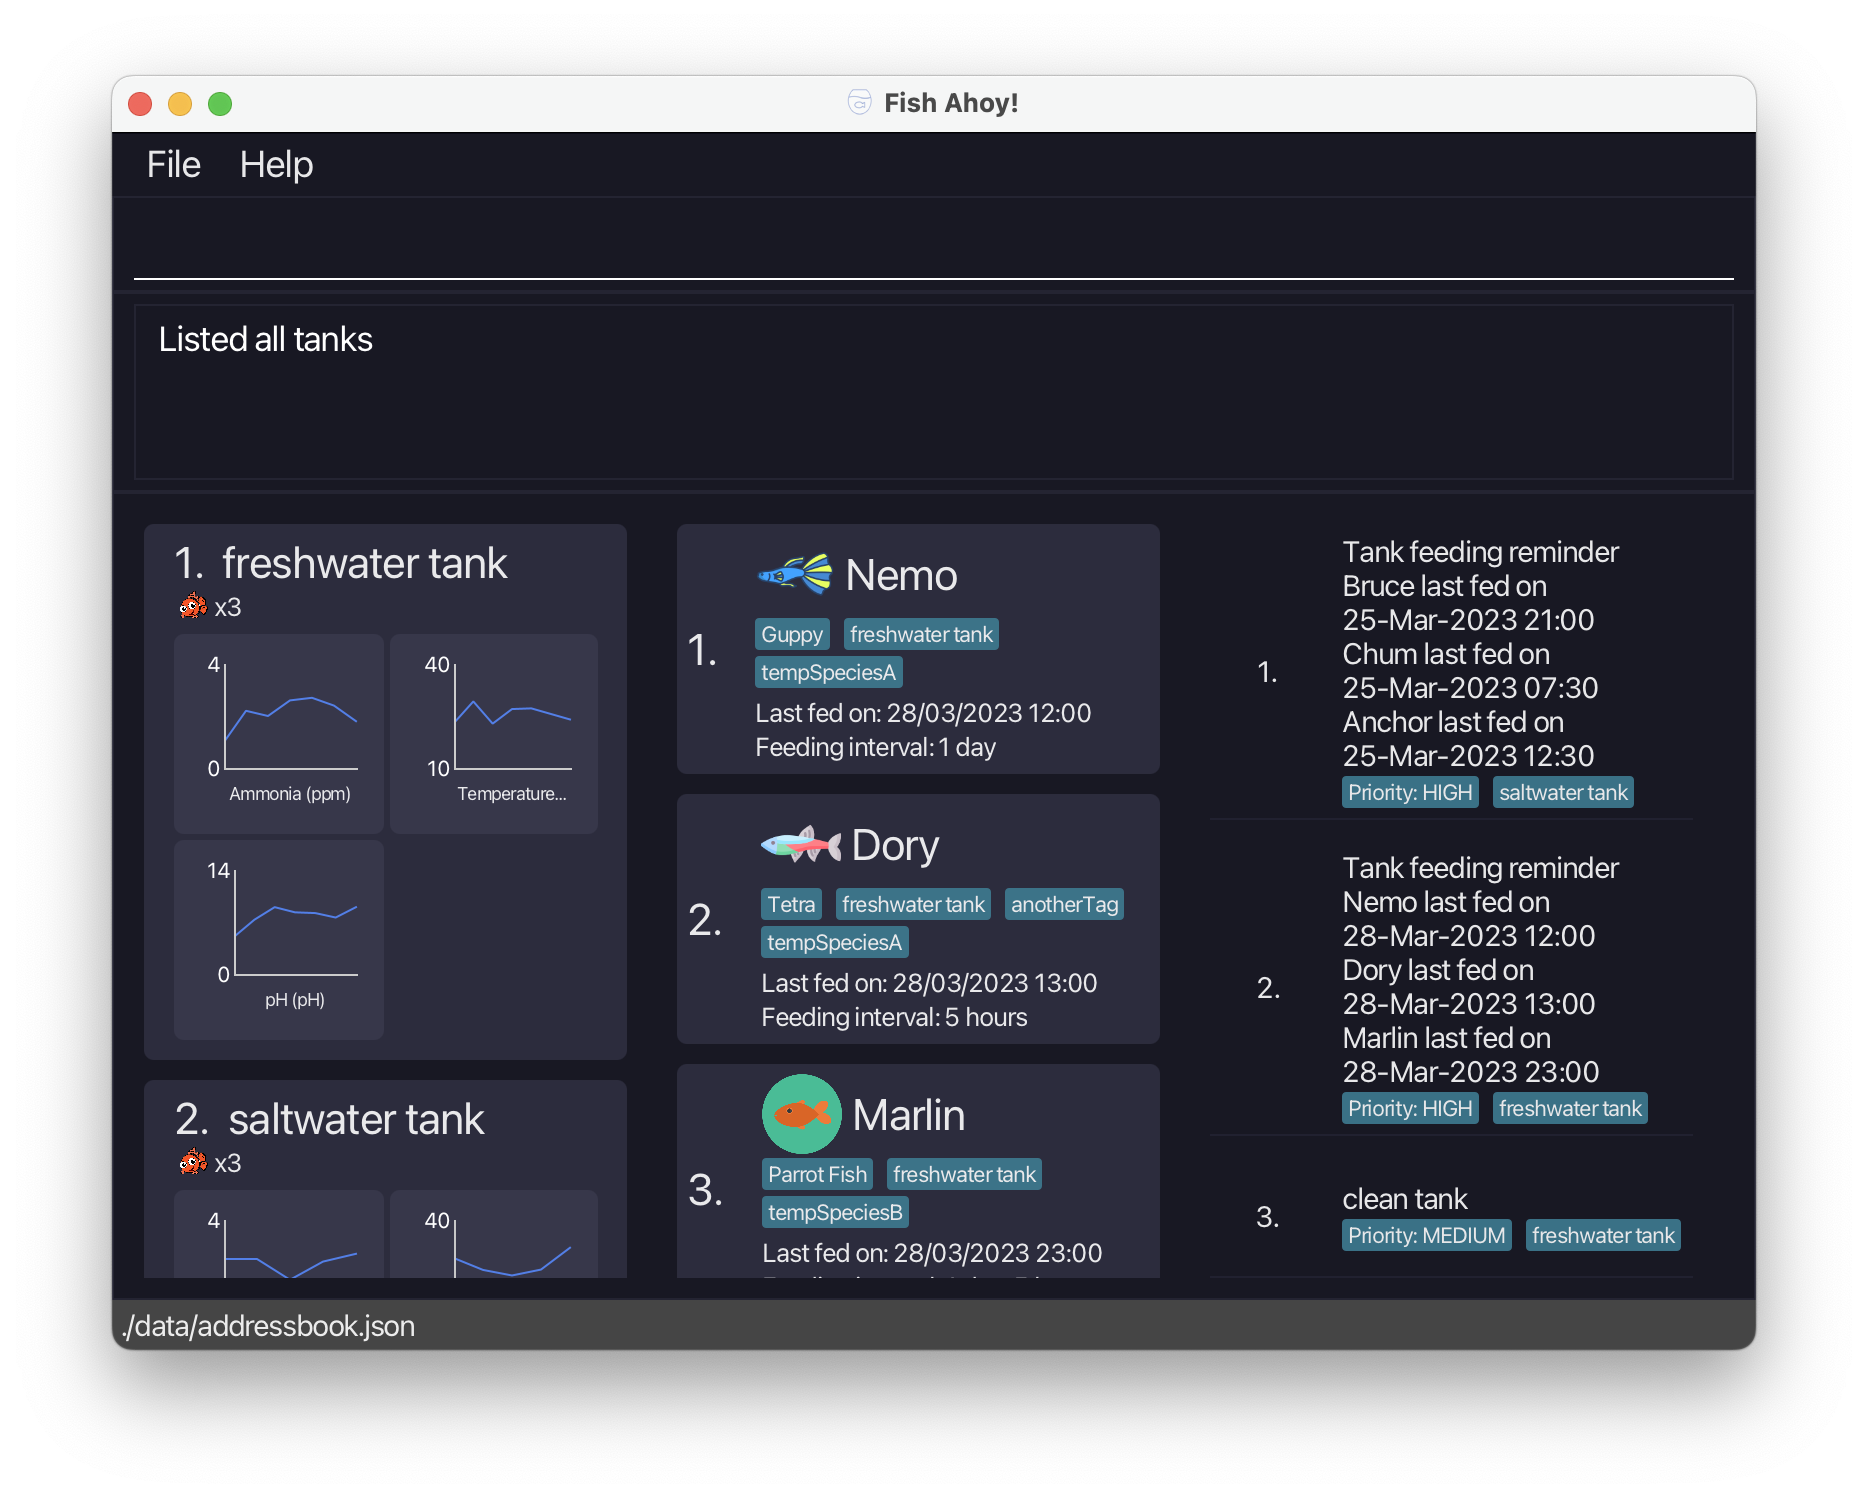 Fish Ahoy!
File Help
Listed all tanks
1. freshwater tank
x3
4
0
Ammonia (ppm)
40
10
Temperature...
14
0
pH (pH)
2. saltwater tank
x3
4
40
1.
Nemo
Guppy freshwater tank
tempSpeciesA
Last fed on: 28/03/2023 12:00
Feeding interval: 1 day
2.
Dory
Tetra freshwater tank anotherTag
tempSpeciesA
Last fed on: 28/03/2023 13:00
Feeding interval: 5 hours
3.
Marlin
Parrot Fish freshwater tank
tempSpeciesB
Last fed on: 28/03/2023 23:00
1.
Tank feeding reminder
Bruce last fed on
25-Mar-2023 21:00
Chum last fed on
25-Mar-2023 07:30
Anchor last fed on
25-Mar-2023 12:30
Priority: HIGH saltwater tank
2.
Tank feeding reminder
Nemo last fed on
28-Mar-2023 12:00
Dory last fed on
28-Mar-2023 13:00
Marlin last fed on
28-Mar-2023 23:00
Priority: HIGH freshwater tank
3.
clean tank
Priority: MEDIUM freshwater tank
./data/addressbook.json